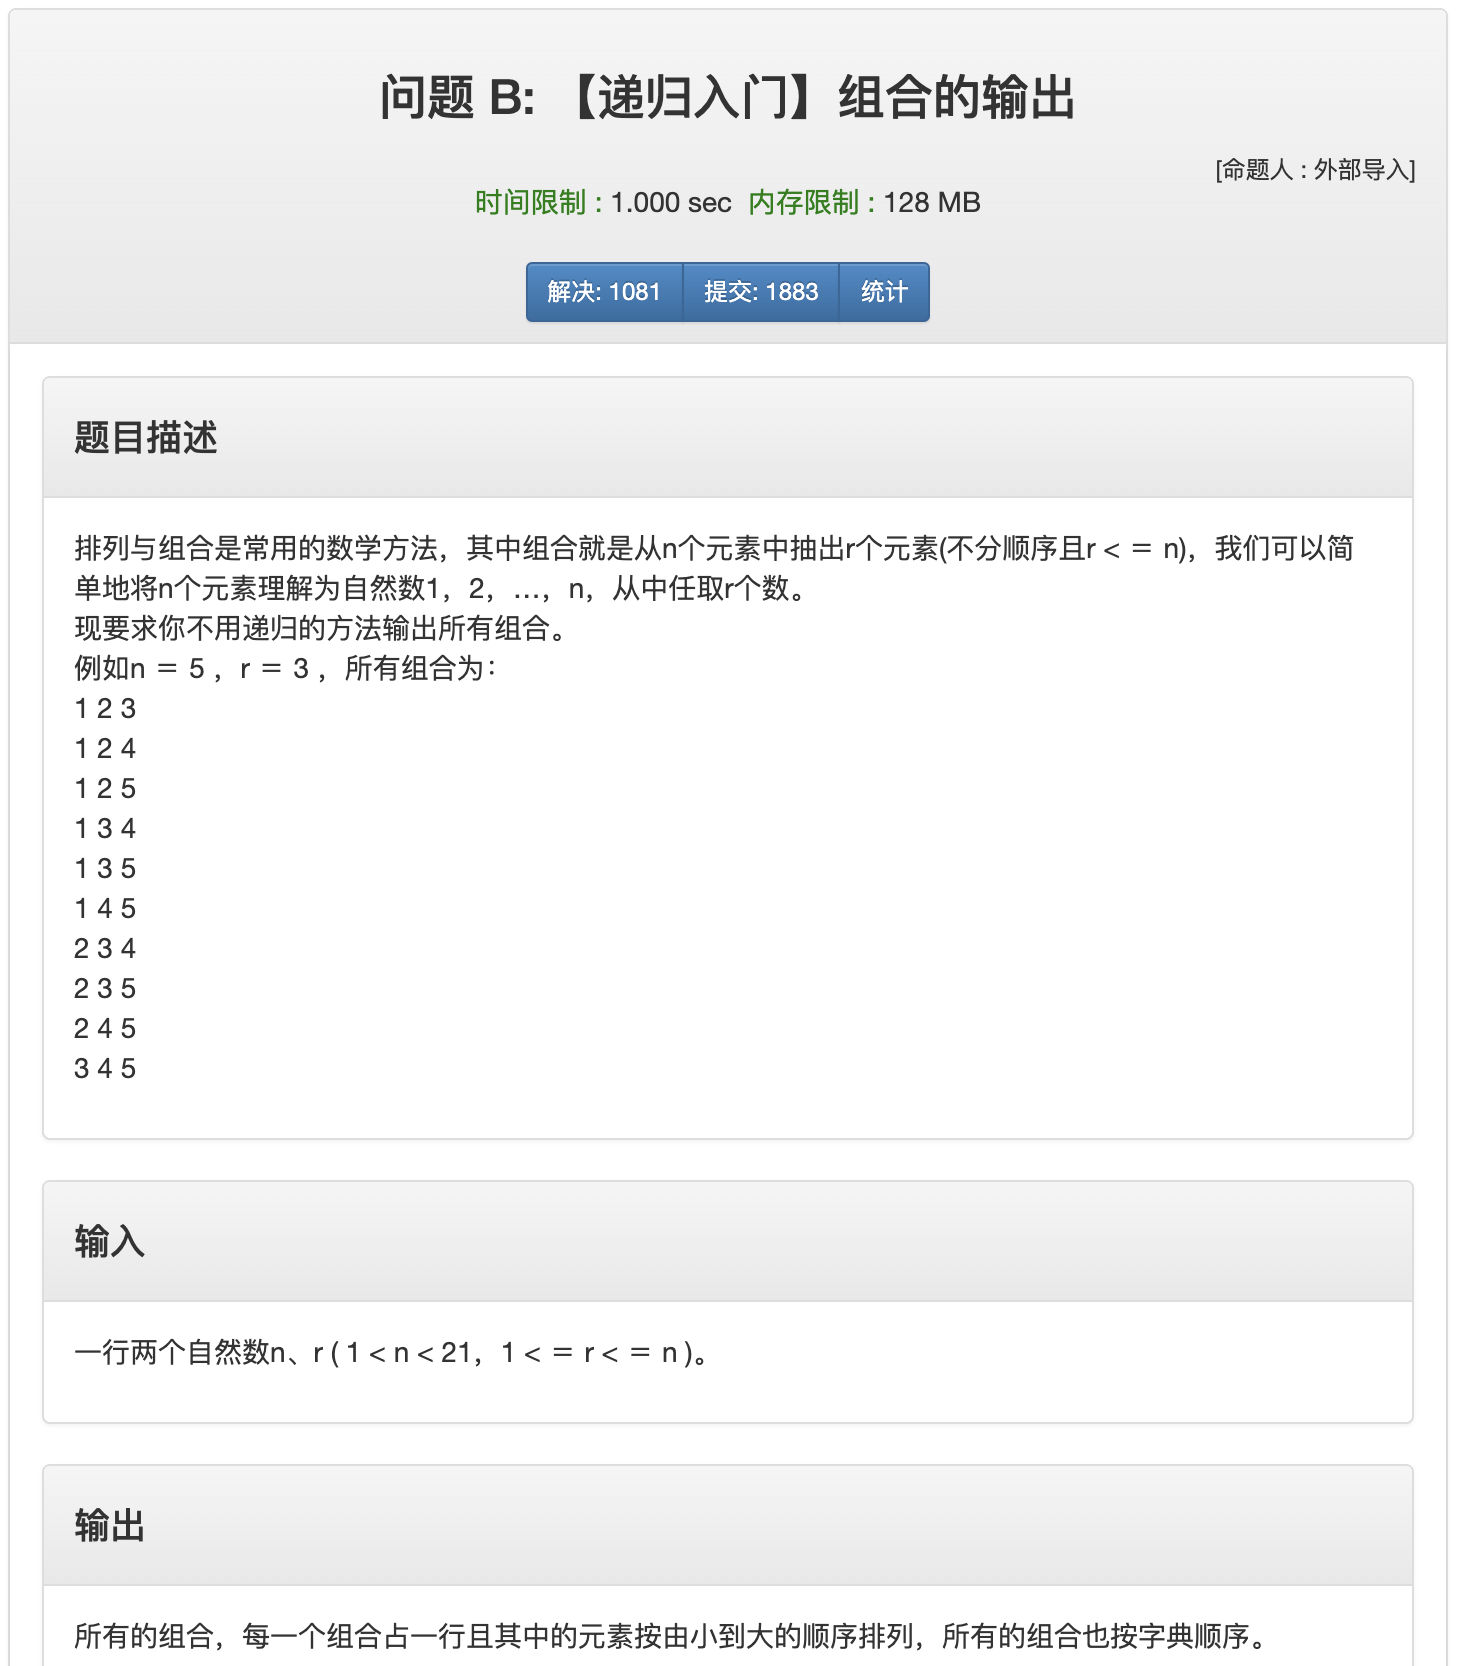 问题 B: 【递归入门】组合的输出
[命题人 : 外部导入]
时间限制 : 1.000 sec 内存限制 : 128 MB
解决: 1081 提交: 1883 统计
题目描述
排列与组合是常用的数学方法，其中组合就是从n个元素中抽出r个元素(不分顺序且r < ＝ n)，我们可以简
单地将n个元素理解为自然数1，2，…，n，从中任取r个数。
现要求你不用递归的方法输出所有组合。
例如n ＝ 5 ，r ＝ 3 ，所有组合为：
1 2 3
1 2 4
1 2 5
1 3 4
1 3 5
1 4 5
2 3 4
2 3 5
2 4 5
3 4 5
输入
一行两个自然数n、r ( 1 < n < 21，1 < ＝ r < ＝ n )。
输出
所有的组合，每一个组合占一行且其中的元素按由小到大的顺序排列，所有的组合也按字典顺序。